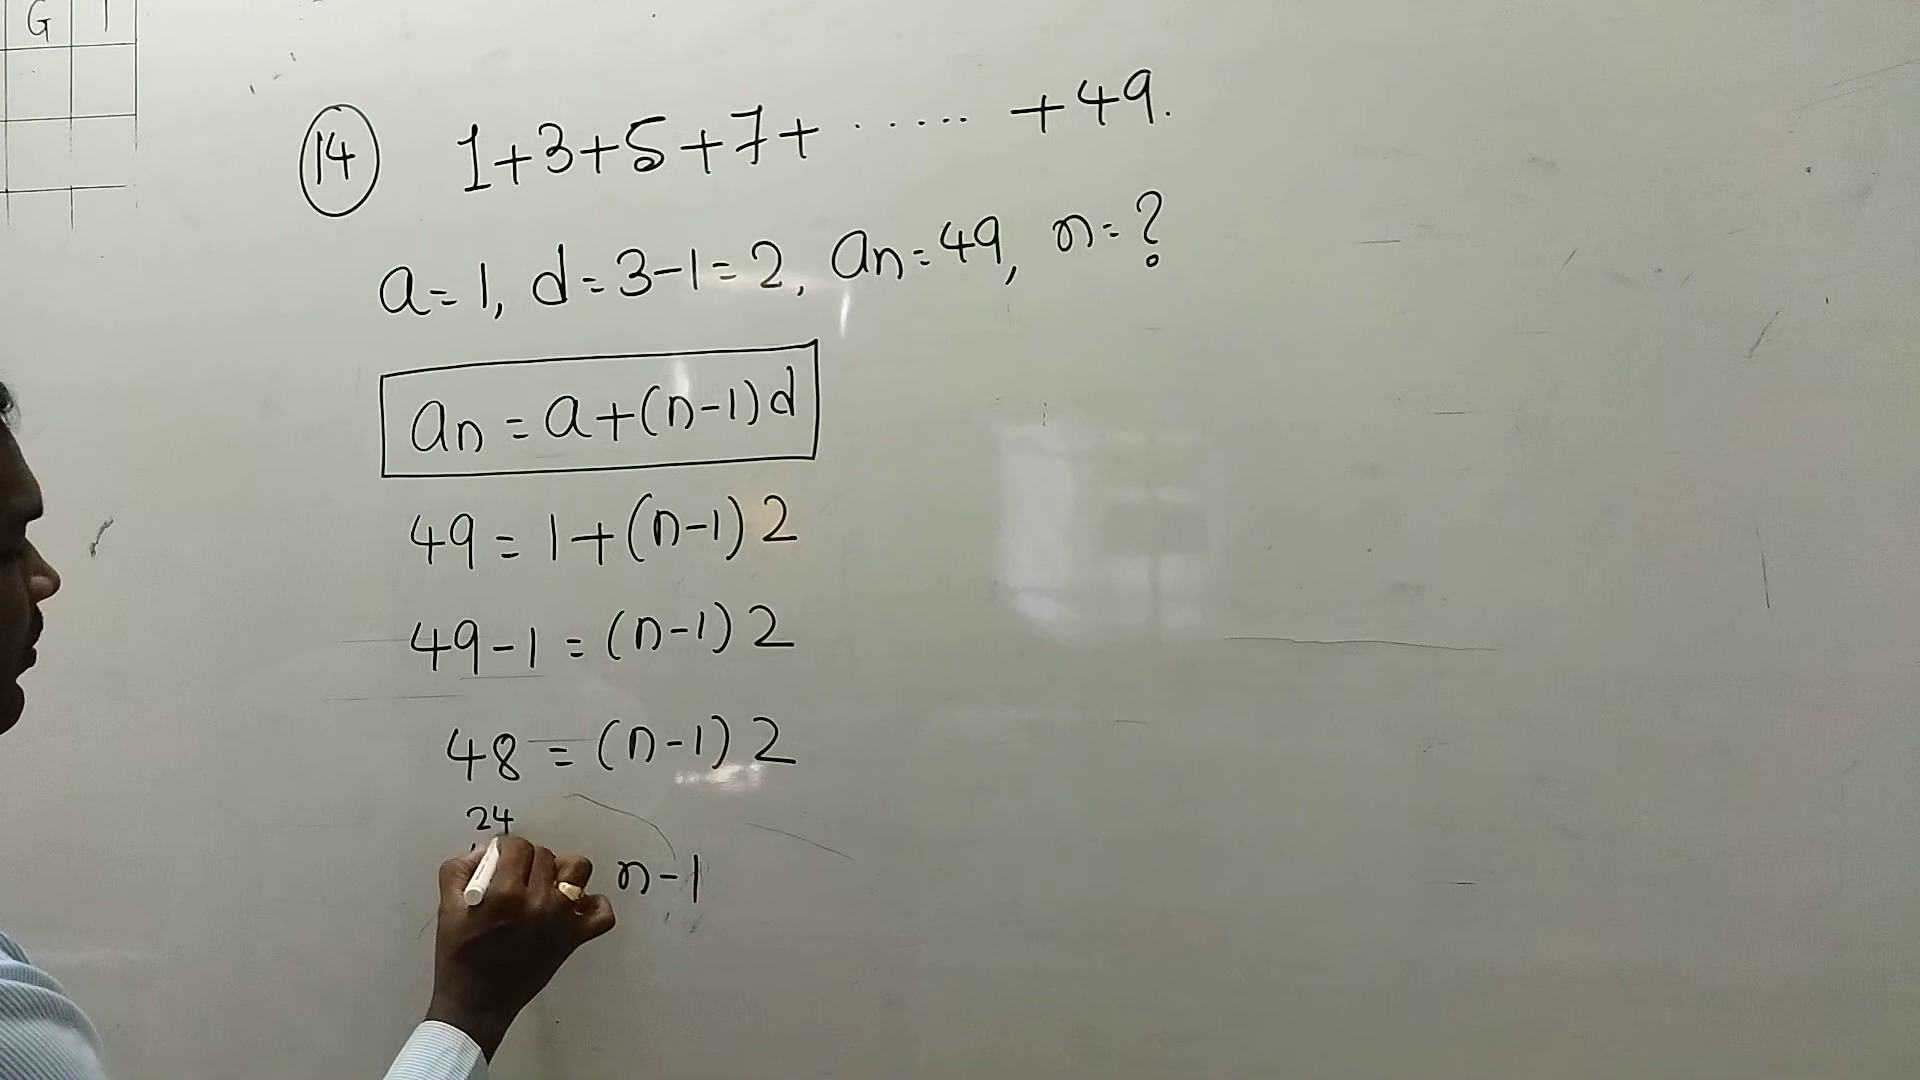 G
⑭ 1+3+5+7+ ...... +49.
a=1, d=3-1=2, an=49, n=?
an=a+(n-1)d
49=1+(n-1)2
49-1=(n-1)2
48=(n-1)2
24
n-1